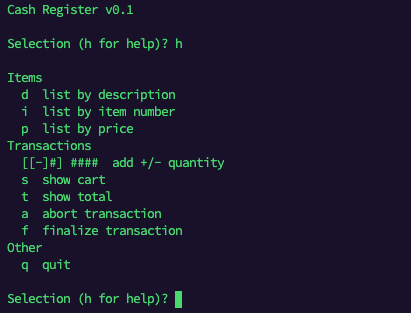 Cash Register v0.1
Selection (h for help)? h
Items
d  list by description
i  list by item number
p  list by price
Transactions
[[-]#] ####  add +/- quantity
s  show cart
t  show total
a  abort transaction
f  finalize transaction
Other
q  quit
Selection (h for help)?